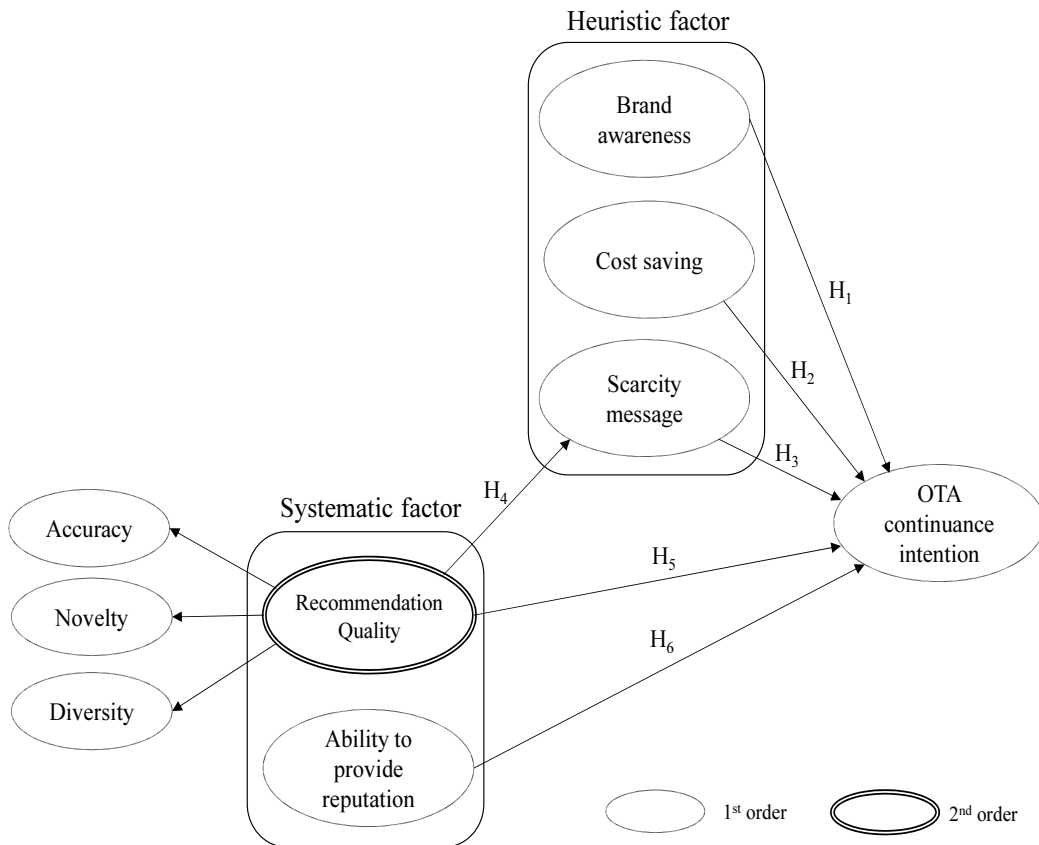 Heuristic factor
Brand
awareness
Cost saving
H1
H2
Scarcity
message
H3
H4
Systematic factor
OTA
continuance
intention
Accuracy
Novelty
Diversity
Recommendation
Quality
H5
H6
Ability to
provide
reputation
1st order
2nd order